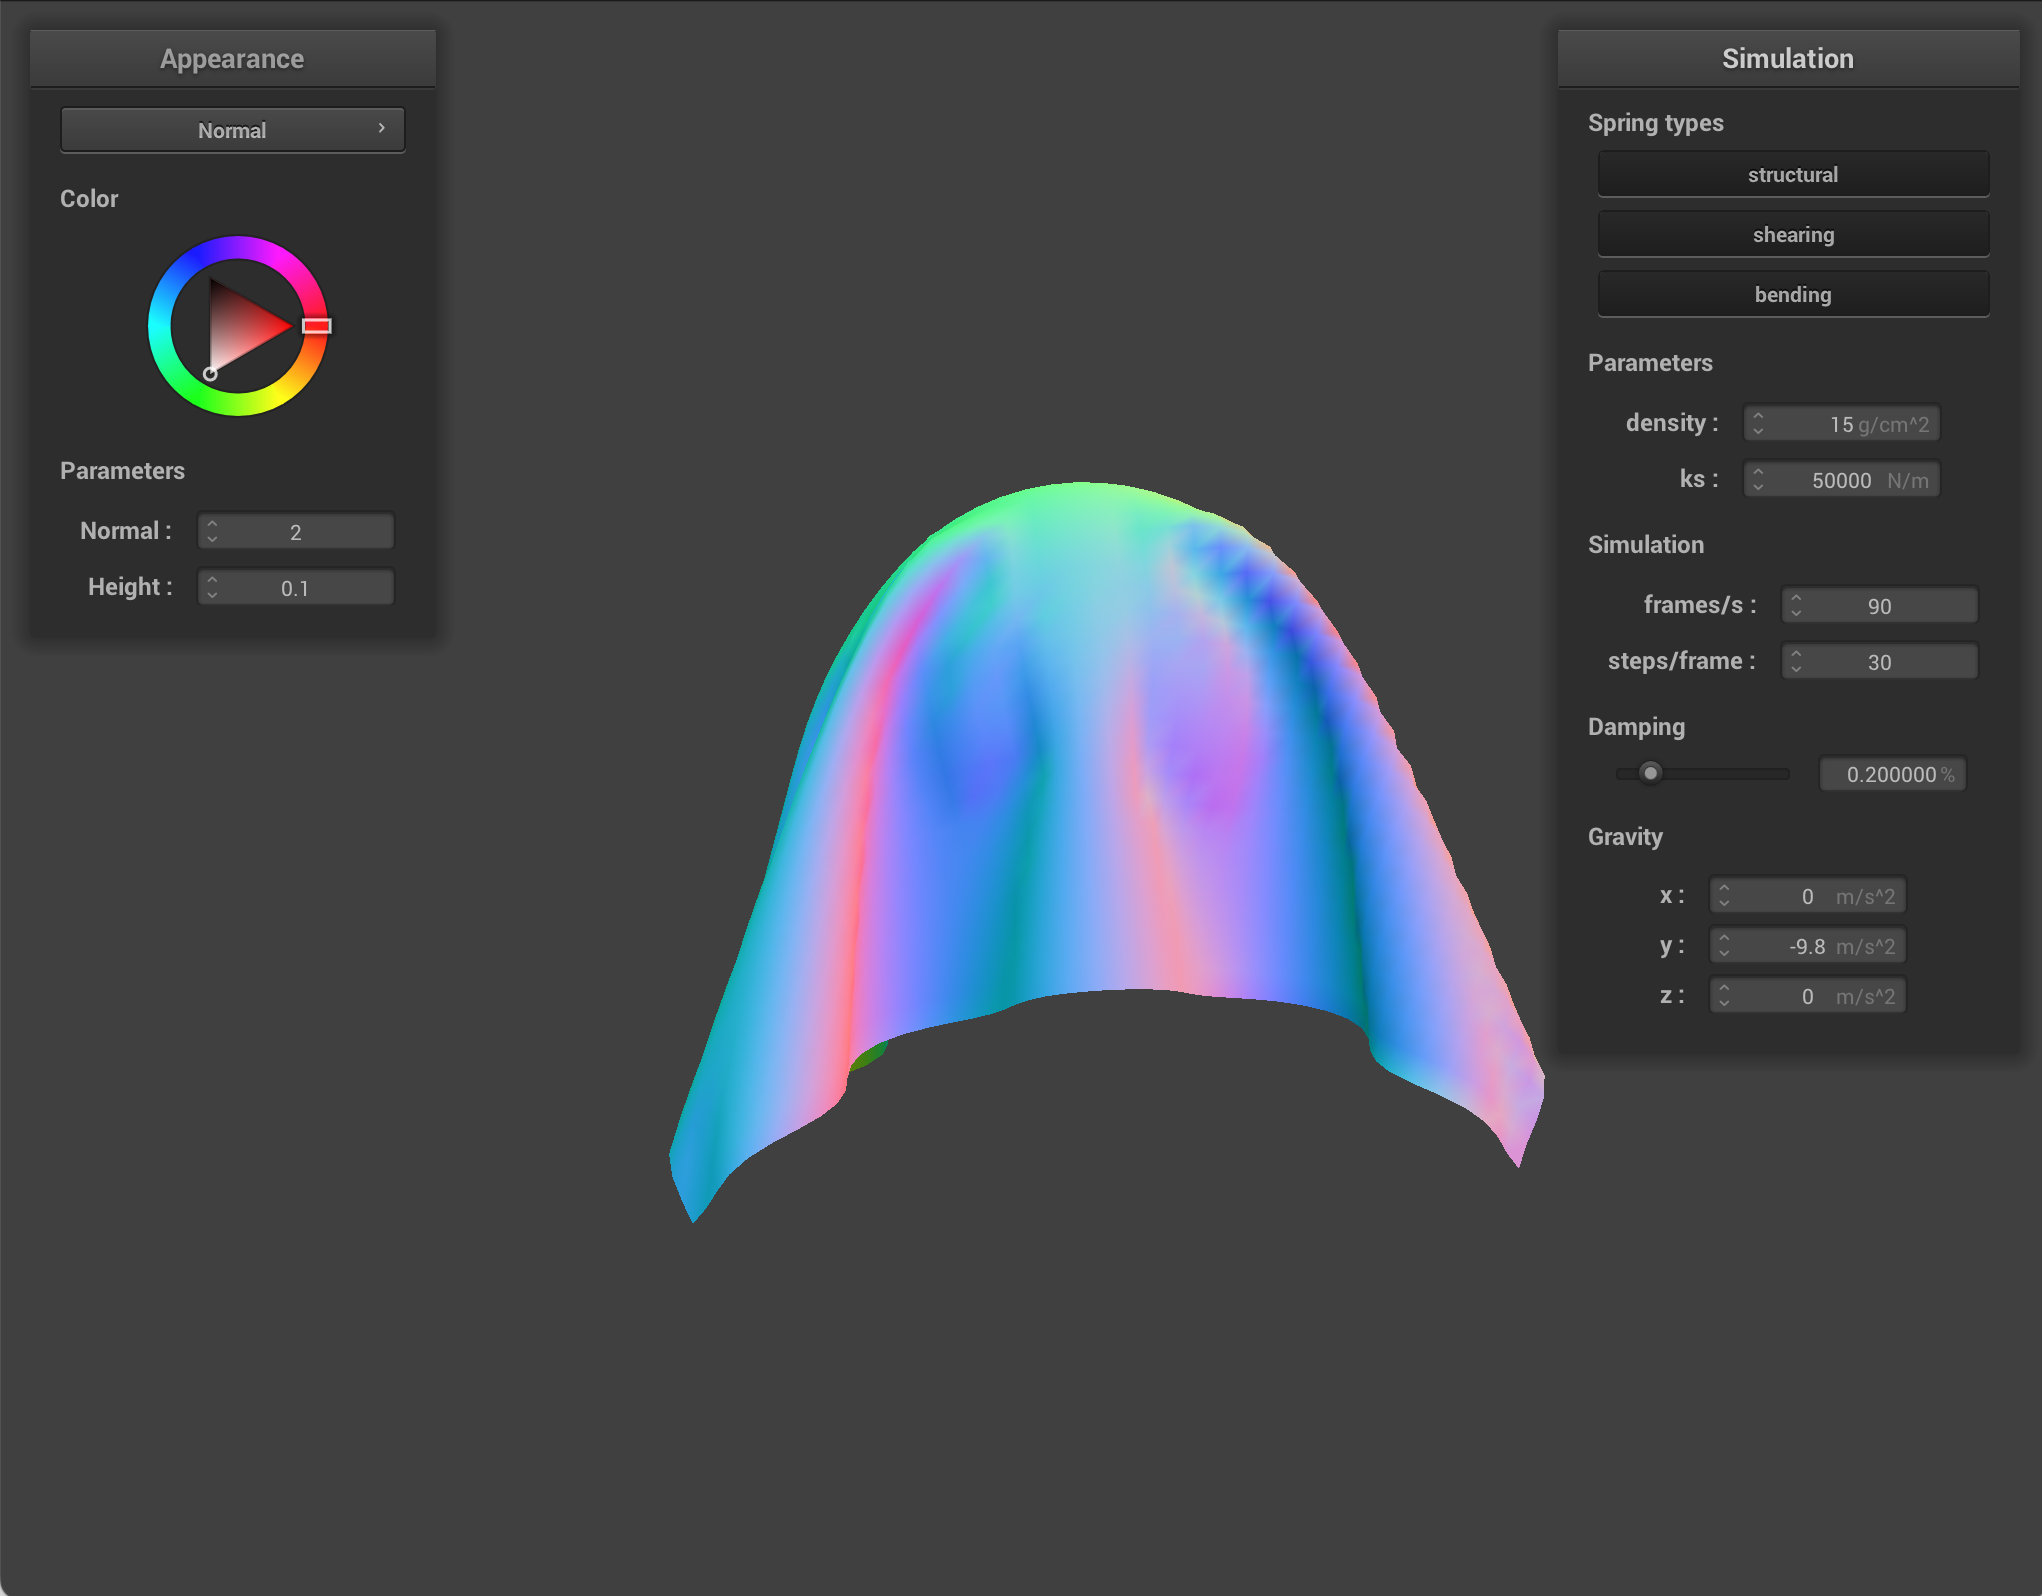 Appearance
Normal
Color
Parameters
Normal : 2
Height : 0.1
Simulation
Spring types
structural
shearing
bending
Parameters
density : 15 g/cm^2
ks : 50000 N/m
Simulation
frames/s : 90
steps/frame : 30
Damping
0.200000 %
Gravity
x : 0 m/s^2
y : -9.8 m/s^2
z : 0 m/s^2